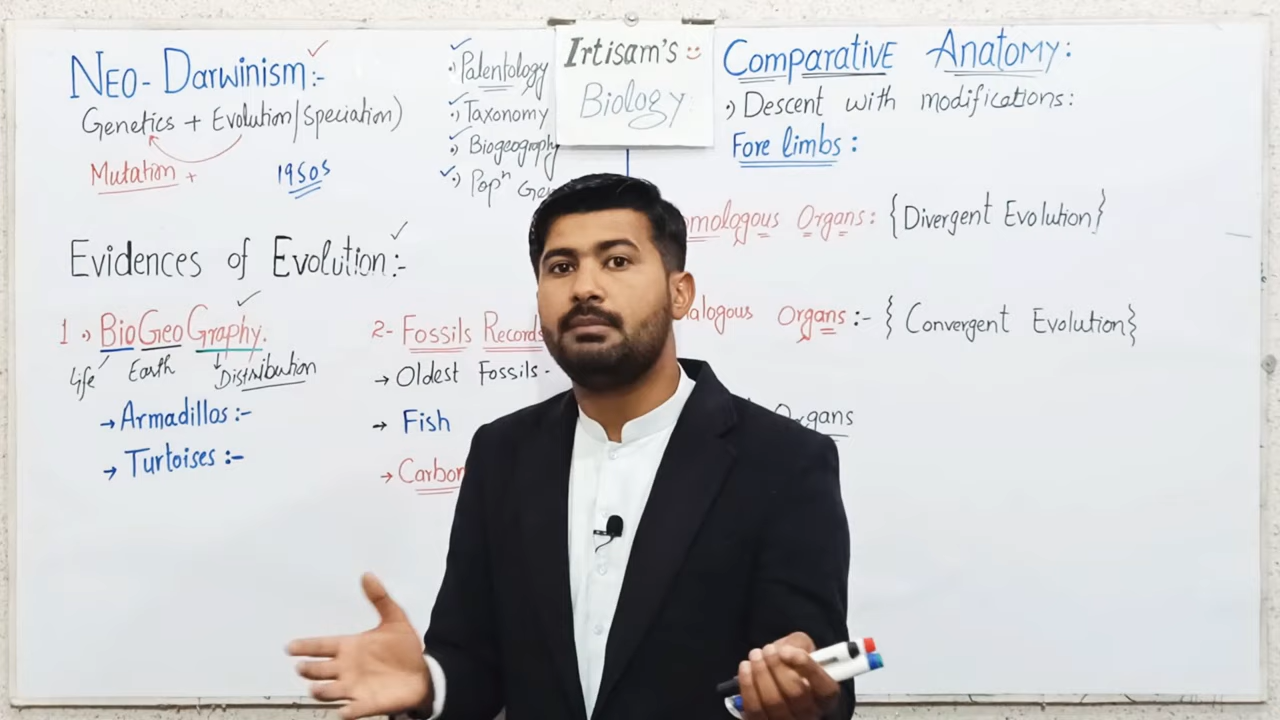 NEO-Darwinism:-
Genetics + Evolution/(Speciation)
Mutation +
1950s
Evidences of Evolution:-
1.) BioGeoGraphy.
life
Earth
Distribution
→ Armadillos:-
→ Turtoises:-
.) Palentology
.) Taxonomy
.) Biogeography
.) Popⁿ Gen
2- Fossils Records
→ Oldest Fossils-
→ Fish
→ Carbon
Irtisam's
Biology
Comparative Anatomy:
.) Descent with modifications:
Fore limbs:
omologous Organs: {Divergent Evolution}
alogous Organs:- { Convergent Evolution}
Organs